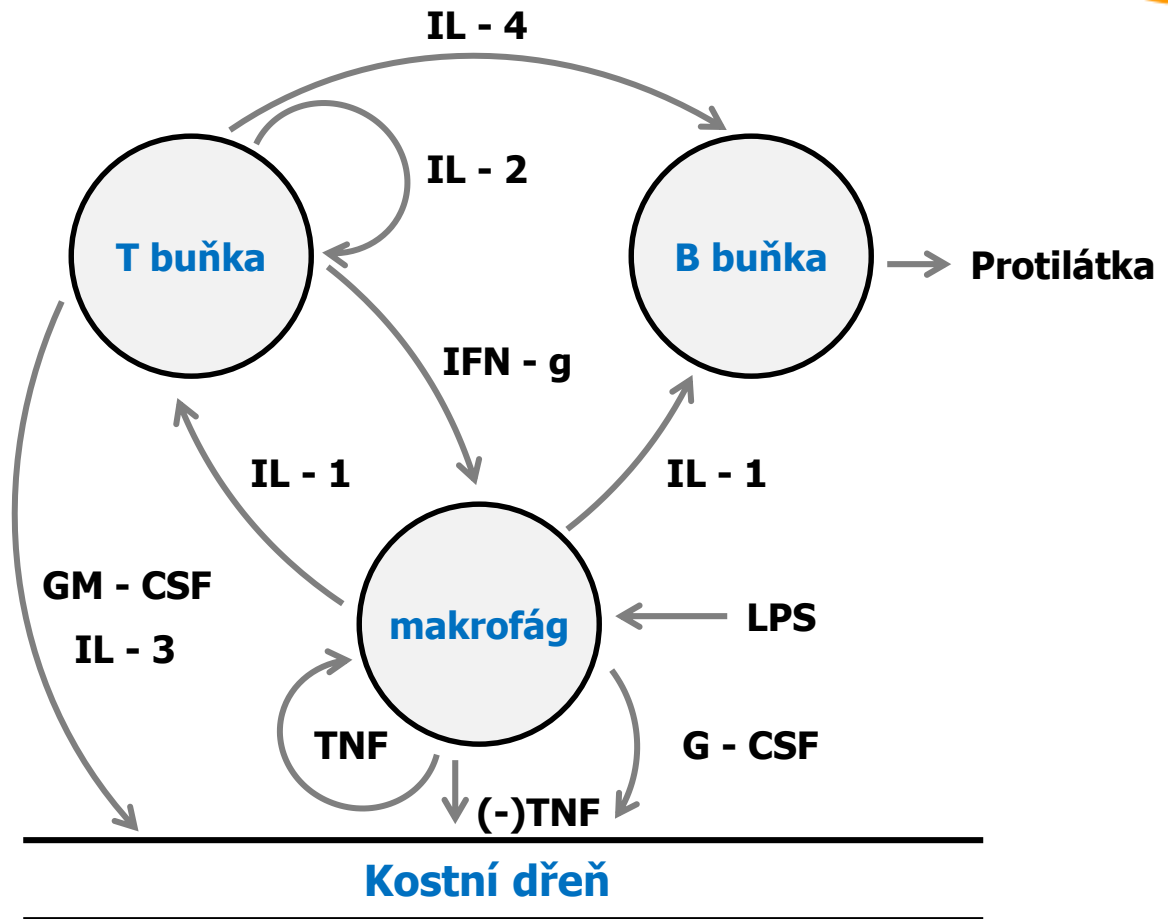 IL - 4
IL - 2
T buňka
B buňka
Protilátka
IFN - g
IL - 1
IL - 1
GM - CSF
IL - 3
makrofág
LPS
TNF
G - CSF
(-)TNF
Kostní dřeň